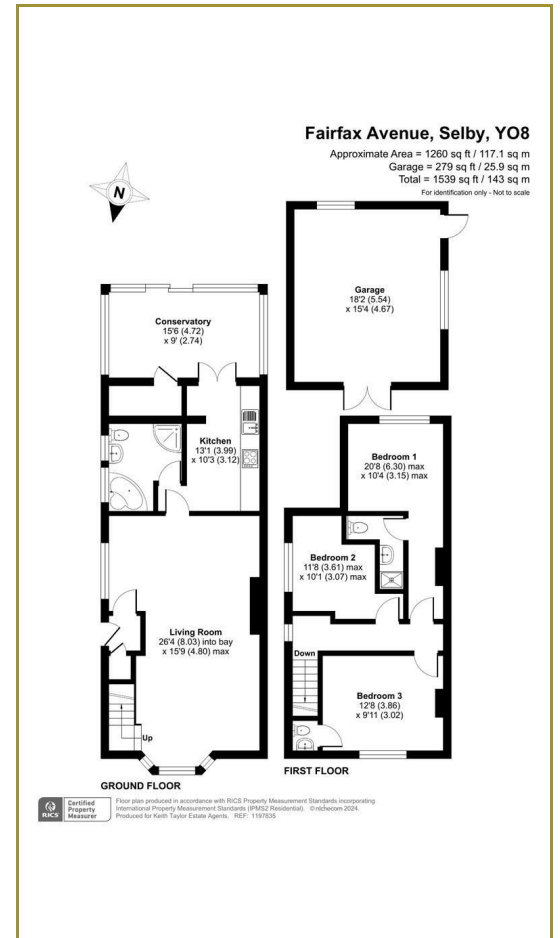 Fairfax Avenue, Selby, YO8
Approximate Area = 1260 sq ft / 117.1 sq m
Garage = 279 sq ft / 25.9 sq m
Total = 1539 sq ft / 143 sq m
For identification only - Not to scale
N
Garage
18'2 (5.54)
x 15'4 (4.67)
Conservatory
15'6 (4.72)
x 9' (2.74)
Kitchen
13'1 (3.99)
x 10'3 (3.12)
Bedroom 1
20'8 (6.30) max
x 10'4 (3.15) max
Bedroom 2
11'8 (3.61) max
x 10'1 (3.07) max
Living Room
26'4 (8.03) into bay
x 15'9 (4.80) max
Down
Bedroom 3
12'8 (3.86)
x 9'11 (3.02)
Up
GROUND FLOOR
FIRST FLOOR
RICS
Certified
Property
Measurer
Floor plan produced in accordance with RICS Property Measurement Standards incorporating
International Property Measurement Standards (IPMS2 Residential). © nichecom 2024.
Produced for Keith Taylor Estate Agents. REF: 1197835